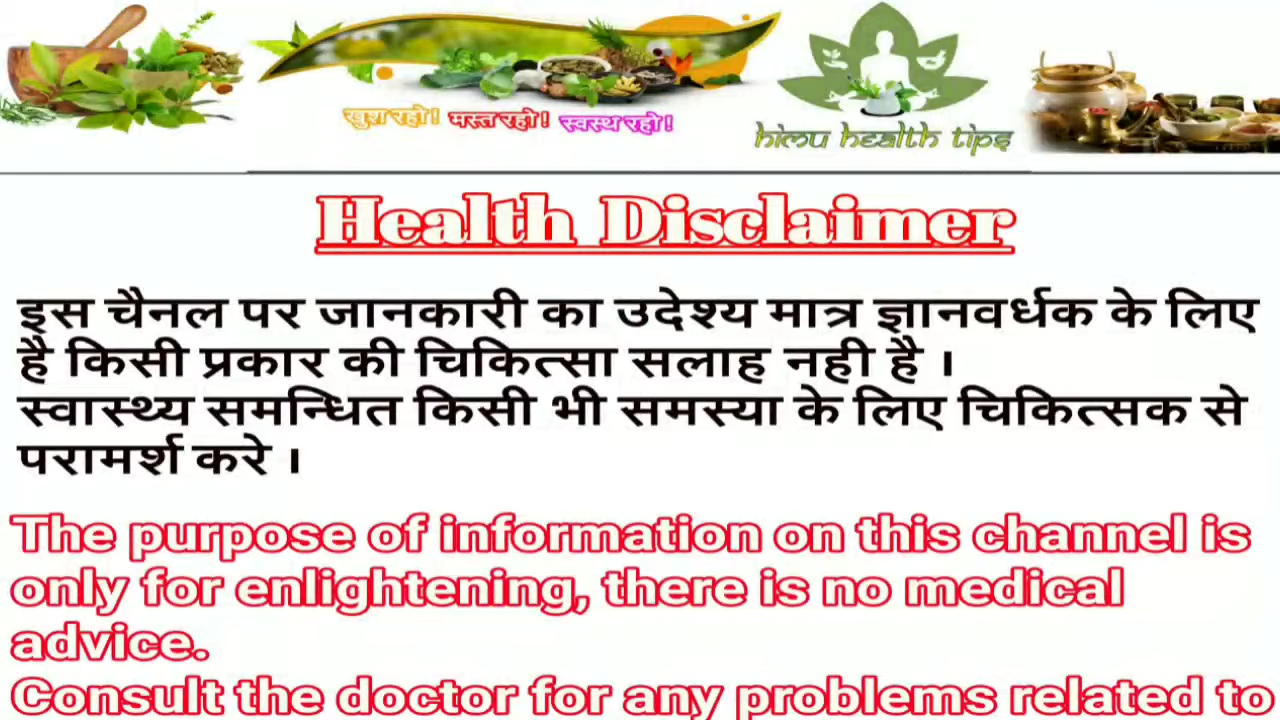 खुश रहो! मस्त रहो! स्वस्थ रहो!
himu health tips
Health Disclaimer
इस चैनल पर जानकारी का उदेश्य मात्र ज्ञानवर्धक के लिए
है किसी प्रकार की चिकित्सा सलाह नही है ।
स्वास्थ्य समन्धित किसी भी समस्या के लिए चिकित्सक से
परामर्श करे ।
The purpose of information on this channel is
only for enlightening, there is no medical
advice.
Consult the doctor for any problems related to